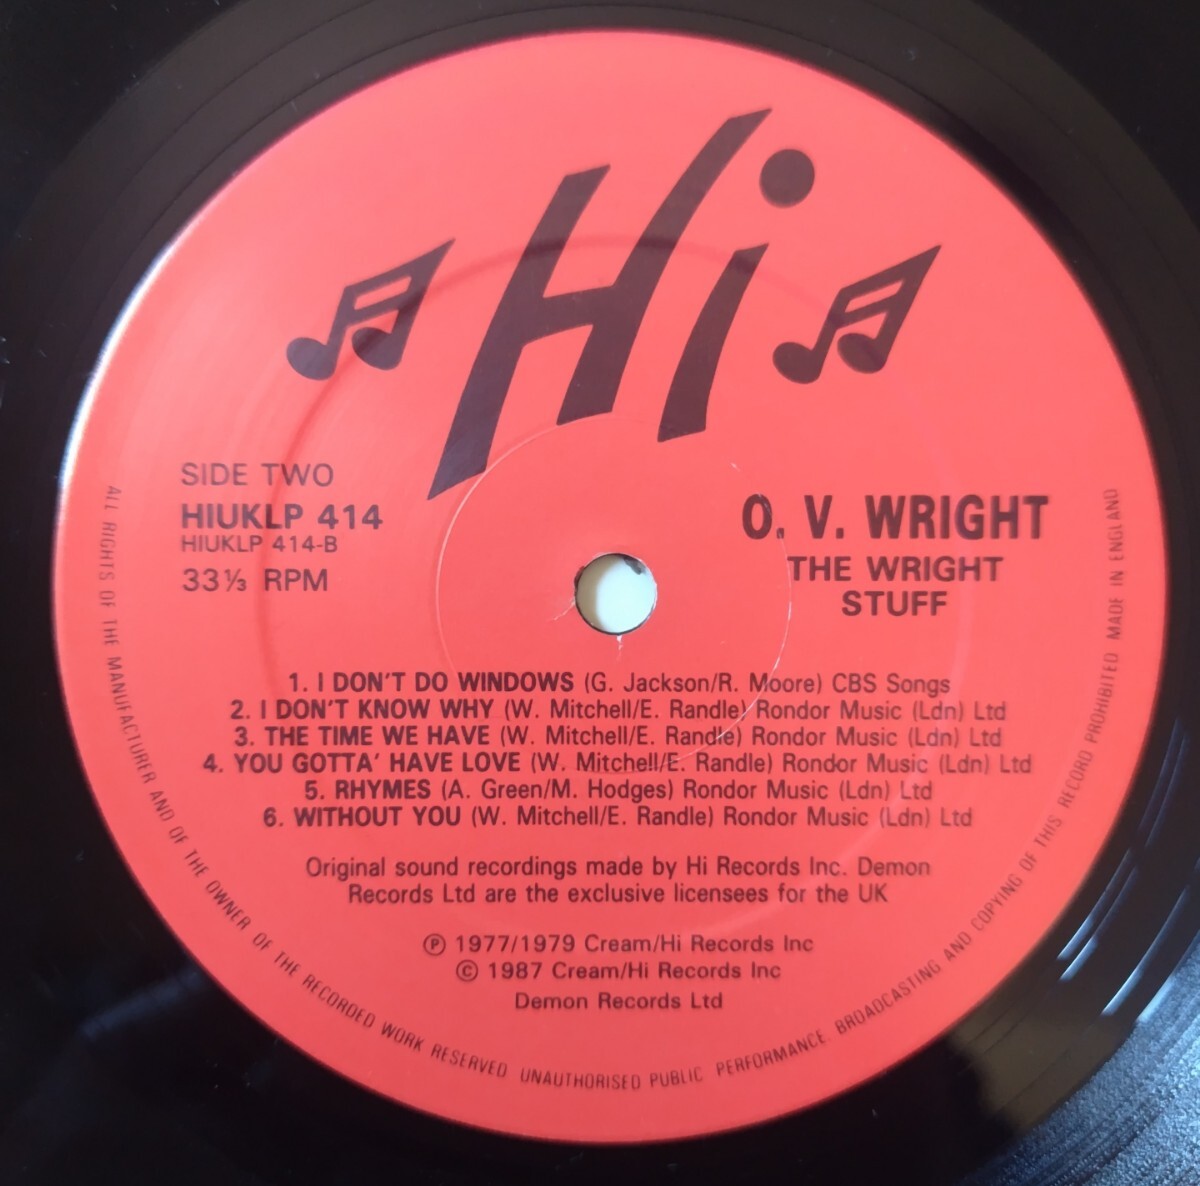 Hi
SIDE TWO
HIUKLP 414
HIUKLP 414-B
33⅓ RPM
O. V. WRIGHT
THE WRIGHT
STUFF
1. I DON'T DO WINDOWS (G. Jackson/R. Moore) CBS Songs
2. I DON'T KNOW WHY (W. Mitchell/E. Randle) Rondor Music (Ldn) Ltd
3. THE TIME WE HAVE (W. Mitchell/E. Randle) Rondor Music (Ldn) Ltd
4. YOU GOTTA' HAVE LOVE (W. Mitchell/E. Randle) Rondor Music (Ldn) Ltd
5. RHYMES (A. Green/M. Hodges) Rondor Music (Ldn) Ltd
6. WITHOUT YOU (W. Mitchell/E. Randle) Rondor Music (Ldn) Ltd
Original sound recordings made by Hi Records Inc. Demon
Records Ltd are the exclusive licensees for the UK
℗ 1977/1979 Cream/Hi Records Inc
© 1987 Cream/Hi Records Inc
Demon Records Ltd
ALL RIGHTS OF THE MANUFACTURER AND OF THE OWNER OF THE RECORDED WORK RESERVED UNAUTHORISED PUBLIC PERFORMANCE BROADCASTING AND COPYING OF THIS RECORD PROHIBITED MADE IN ENGLAND